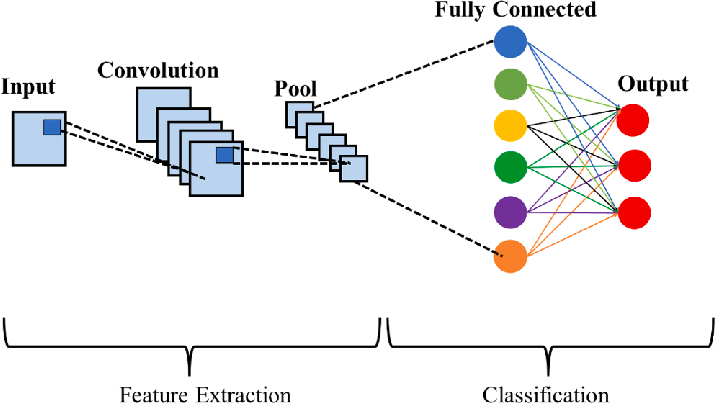 Fully Connected
Input
Convolution
Pool
Output
Feature Extraction
Classification